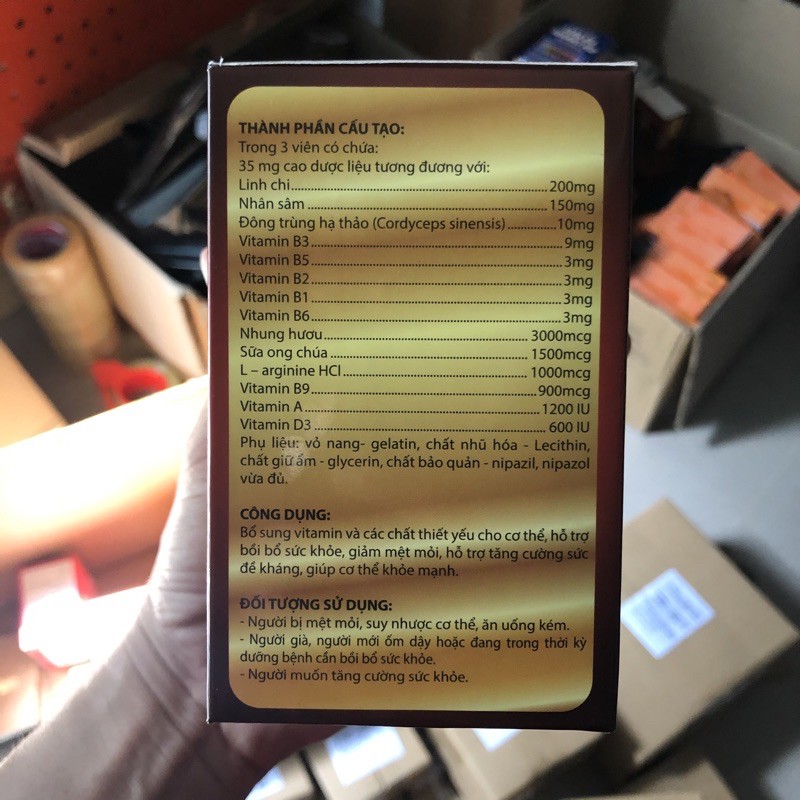 THÀNH PHẦN CẤU TẠO:
Trong 3 viên có chứa:
35 mg cao dược liệu tương đương với:
Linh chi........................................200mg
Nhân sâm........................................150mg
Đông trùng hạ thảo (Cordyceps sinensis)............10mg
Vitamin B3........................................9mg
Vitamin B5........................................3mg
Vitamin B2........................................3mg
Vitamin B1........................................3mg
Vitamin B6........................................3mg
Nhung hươu........................................3000mcg
Sữa ong chúa........................................1500mcg
L – arginine HCl........................................1000mcg
Vitamin B9........................................900mcg
Vitamin A........................................1200 IU
Vitamin D3........................................600 IU
Phụ liệu: vỏ nang- gelatin, chất nhũ hóa - Lecithin,
chất giữ ẩm - glycerin, chất bảo quản - nipazil, nipazol
vừa đủ.
CÔNG DỤNG:
Bổ sung vitamin và các chất thiết yếu cho cơ thể, hỗ trợ
bồi bổ sức khỏe, giảm mệt mỏi, hỗ trợ tăng cường sức
đề kháng, giúp cơ thể khỏe mạnh.
ĐỐI TƯỢNG SỬ DỤNG:
- Người bị mệt mỏi, suy nhược cơ thể, ăn uống kém.
- Người già, người mới ốm dậy hoặc đang trong thời kỳ
dưỡng bệnh cần bồi bổ sức khỏe.
- Người muốn tăng cường sức khỏe.